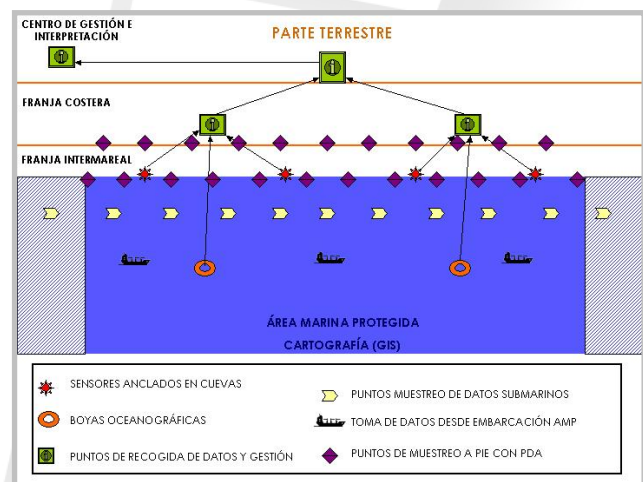 CENTRO DE GESTIÓN E
INTERPRETACIÓN
PARTE TERRESTRE
FRANJA COSTERA
FRANJA INTERMAREAL
ÁREA MARINA PROTEGIDA
CARTOGRAFÍA (GIS)
SENSORES ANCLADOS EN CUEVAS
PUNTOS MUESTREO DE DATOS SUBMARINOS
BOYAS OCEANOGRÁFICAS
TOMA DE DATOS DESDE EMBARCACIÓN AMP
PUNTOS DE RECOGIDA DE DATOS Y GESTIÓN
PUNTOS DE MUESTREO A PIE CON PDA